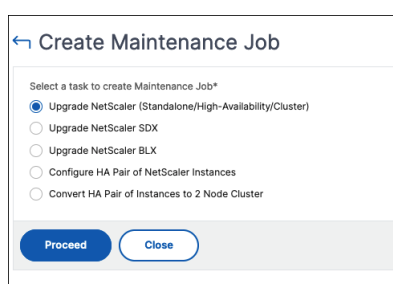 Create Maintenance Job
Select a task to create Maintenance Job*
Upgrade NetScaler (Standalone/High-Availability/Cluster)
Upgrade NetScaler SDX
Upgrade NetScaler BLX
Configure HA Pair of NetScaler Instances
Convert HA Pair of Instances to 2 Node Cluster
Proceed Close